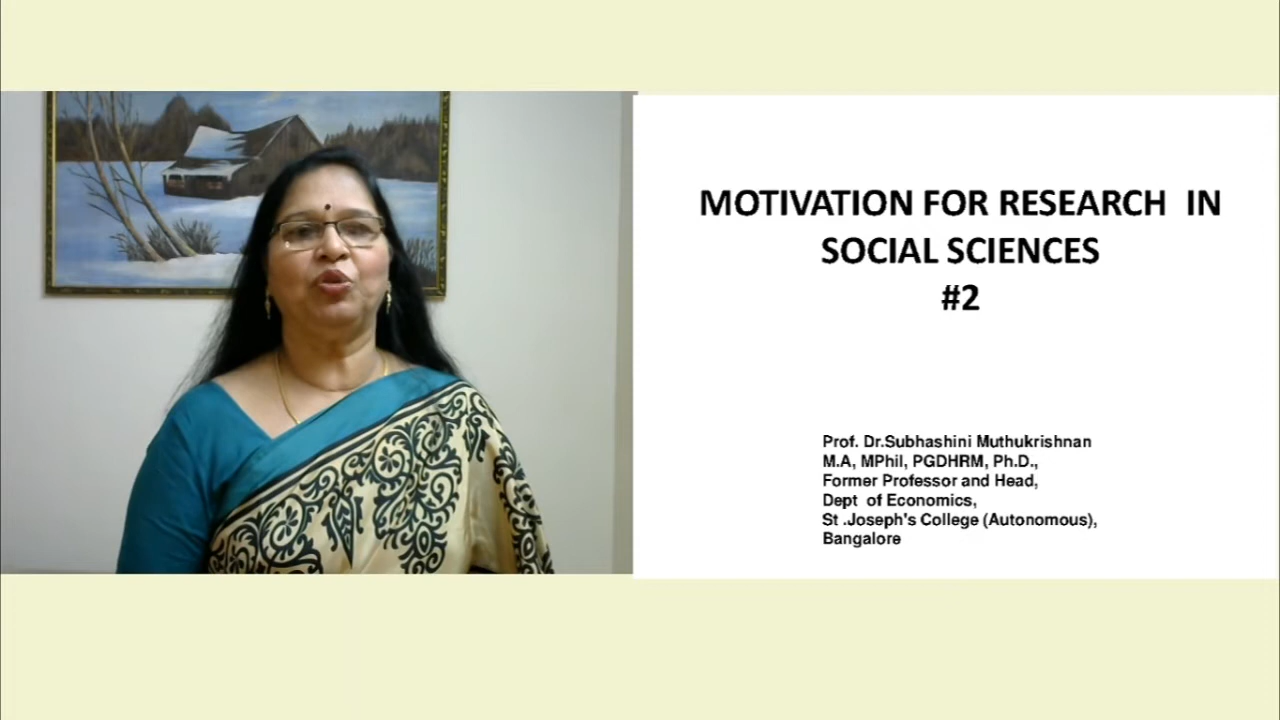 MOTIVATION FOR RESEARCH  IN
SOCIAL SCIENCES
#2
Prof. Dr.Subhashini Muthukrishnan
M.A, MPhil, PGDHRM, Ph.D.,
Former Professor and Head,
Dept  of Economics,
St .Joseph's College (Autonomous),
Bangalore